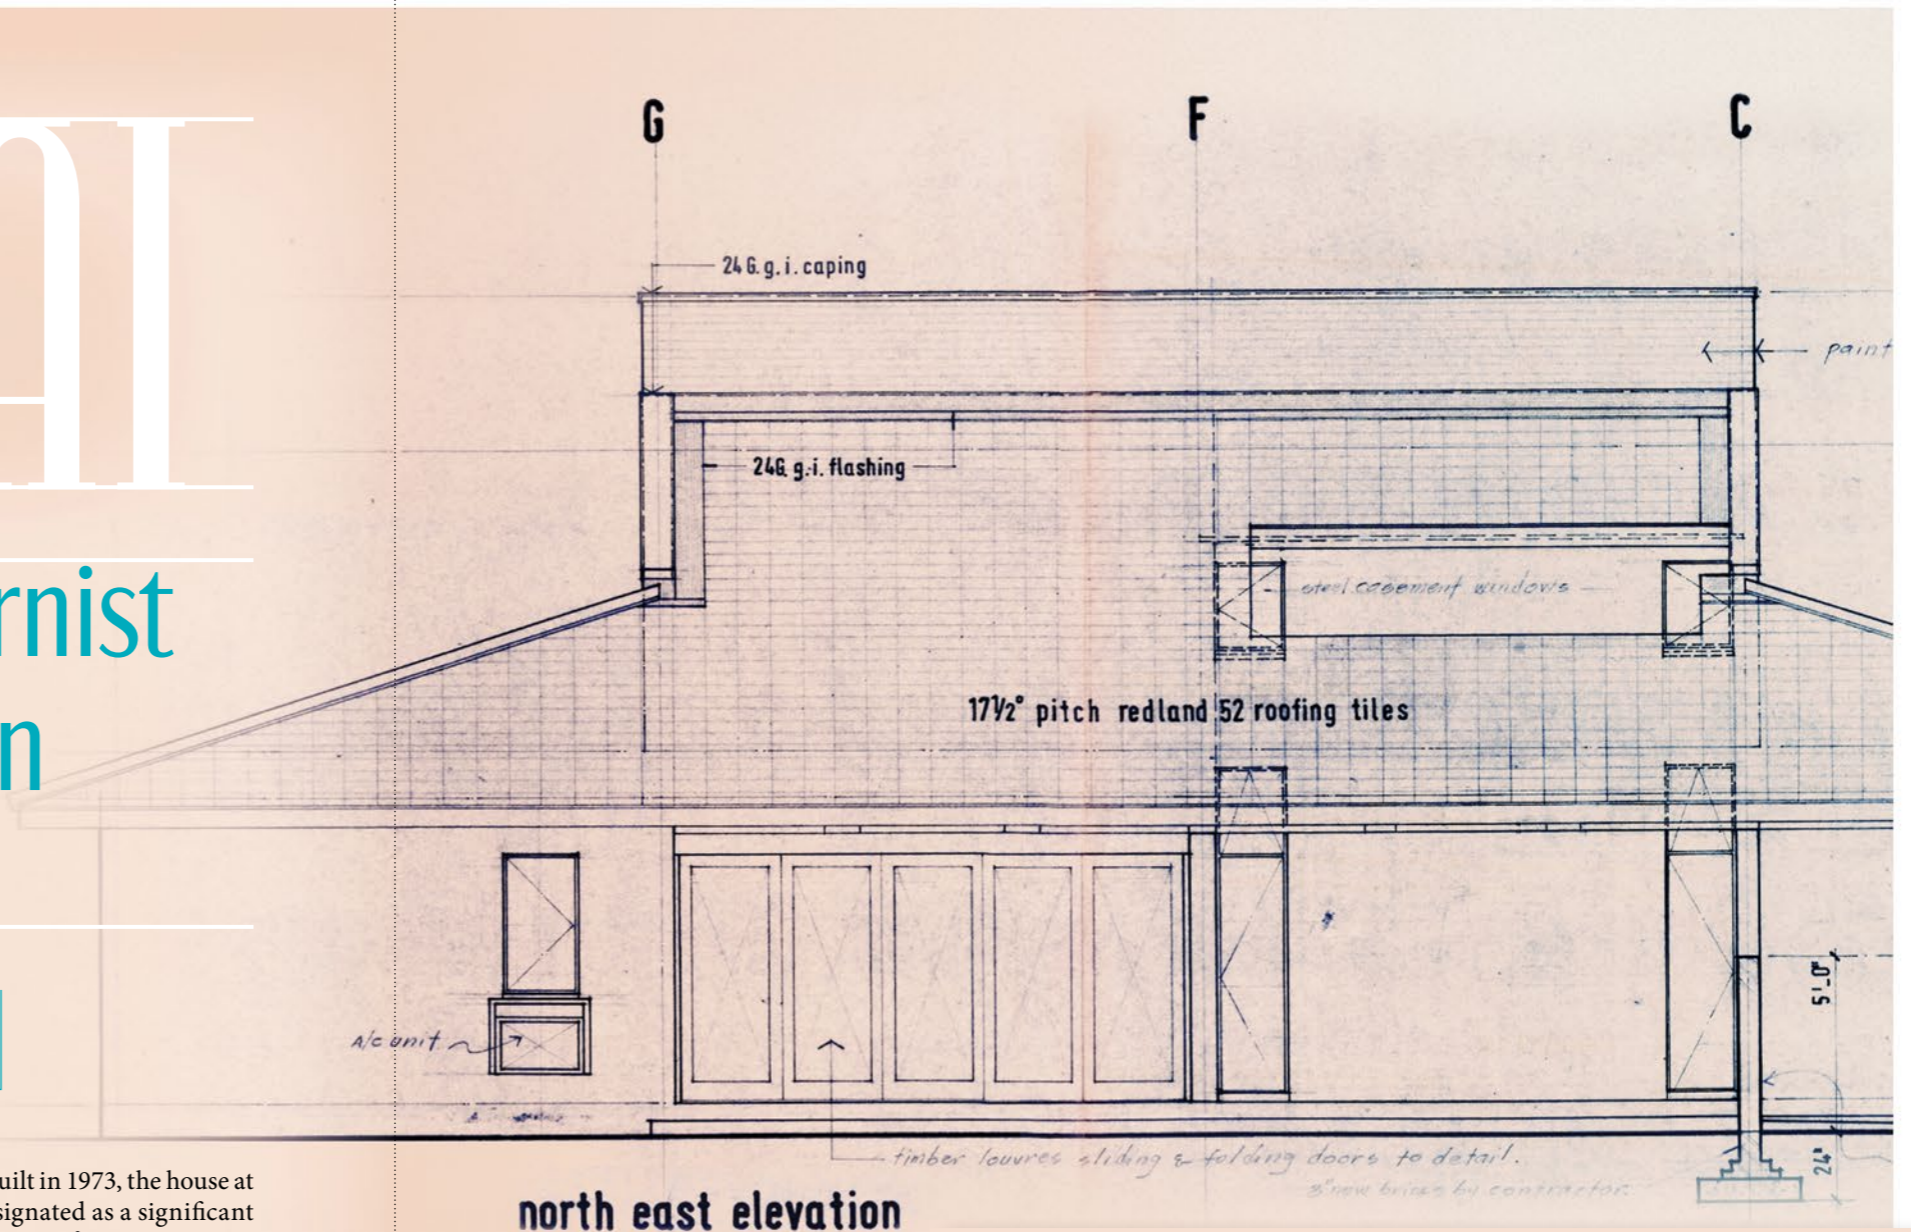 G
F
C
24 G. g. i. caping
paint
24G. g. i. flashing
steel casement windows
17½° pitch redland 52 roofing tiles
rnist
n
5'-0"
A/c unit
timber louvres sliding & folding doors to detail.
24"
north east elevation
uilt in 1973, the house at
signated as a significant